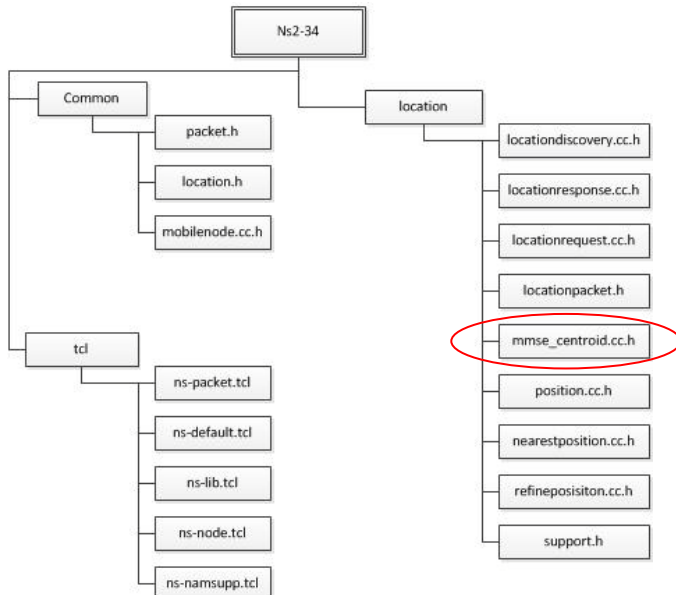 Ns2-34
Common
packet.h
location.h
mobilenode.cc.h
tcl
ns-packet.tcl
ns-default.tcl
ns-lib.tcl
ns-node.tcl
ns-namsupp.tcl
location
locationdiscovery.cc.h
locationresponse.cc.h
locationrequest.cc.h
locationpacket.h
mmse_centroid.cc.h
position.cc.h
nearestposition.cc.h
refineposisiton.cc.h
support.h